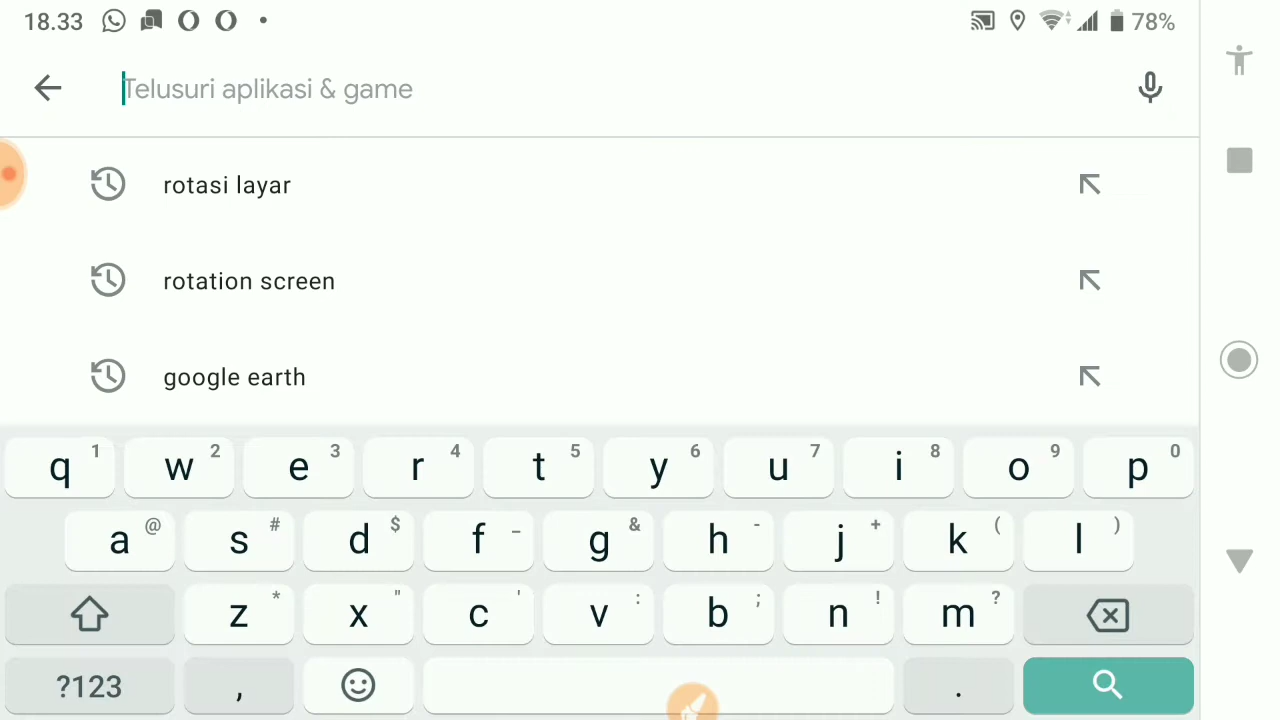 18.33 78%
Telusuri aplikasi & game
rotasi layar
rotation screen
google earth
q 1 w 2 e 3 r 4 t 5 y 6 u 7 i 8 o 9 p 0
a @ s # d $ f _ g & h - j + k ( l )
z * x " c ' v : b ; n ! m ?
?123 , .